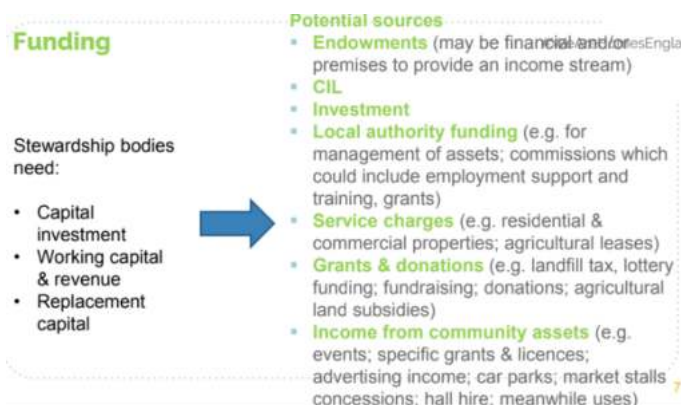 Funding
Stewardship bodies
need:
• Capital
investment
• Working capital
& revenue
• Replacement
capital
Potential sources
▪ Endowments (may be financial and/or
premises to provide an income stream)
▪ CIL
▪ Investment
▪ Local authority funding (e.g. for
management of assets; commissions which
could include employment support and
training, grants)
▪ Service charges (e.g. residential &
commercial properties; agricultural leases)
▪ Grants & donations (e.g. landfill tax, lottery
funding; fundraising; donations; agricultural
land subsidies)
▪ Income from community assets (e.g.
events; specific grants & licences;
advertising income; car parks; market stalls
concessions; hall hire; meanwhile uses)
7